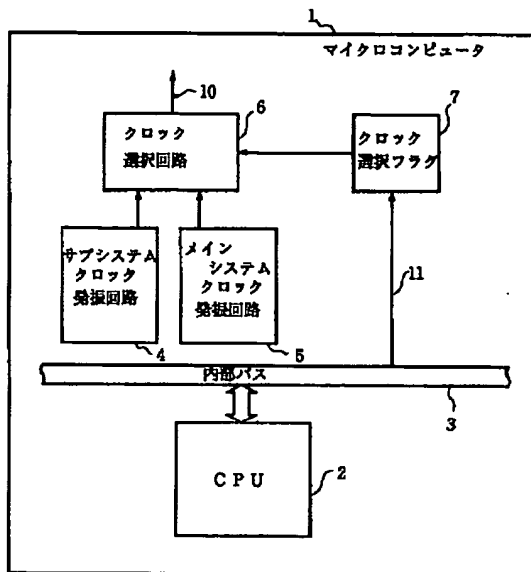 1
マイクロコンピュータ
10
6
7
クロック
選択回路
クロック
選択フラグ
サブシステム
クロック
発振回路
メイン
システム
クロック
発振回路
11
4
5
内部バス
3
CPU
2